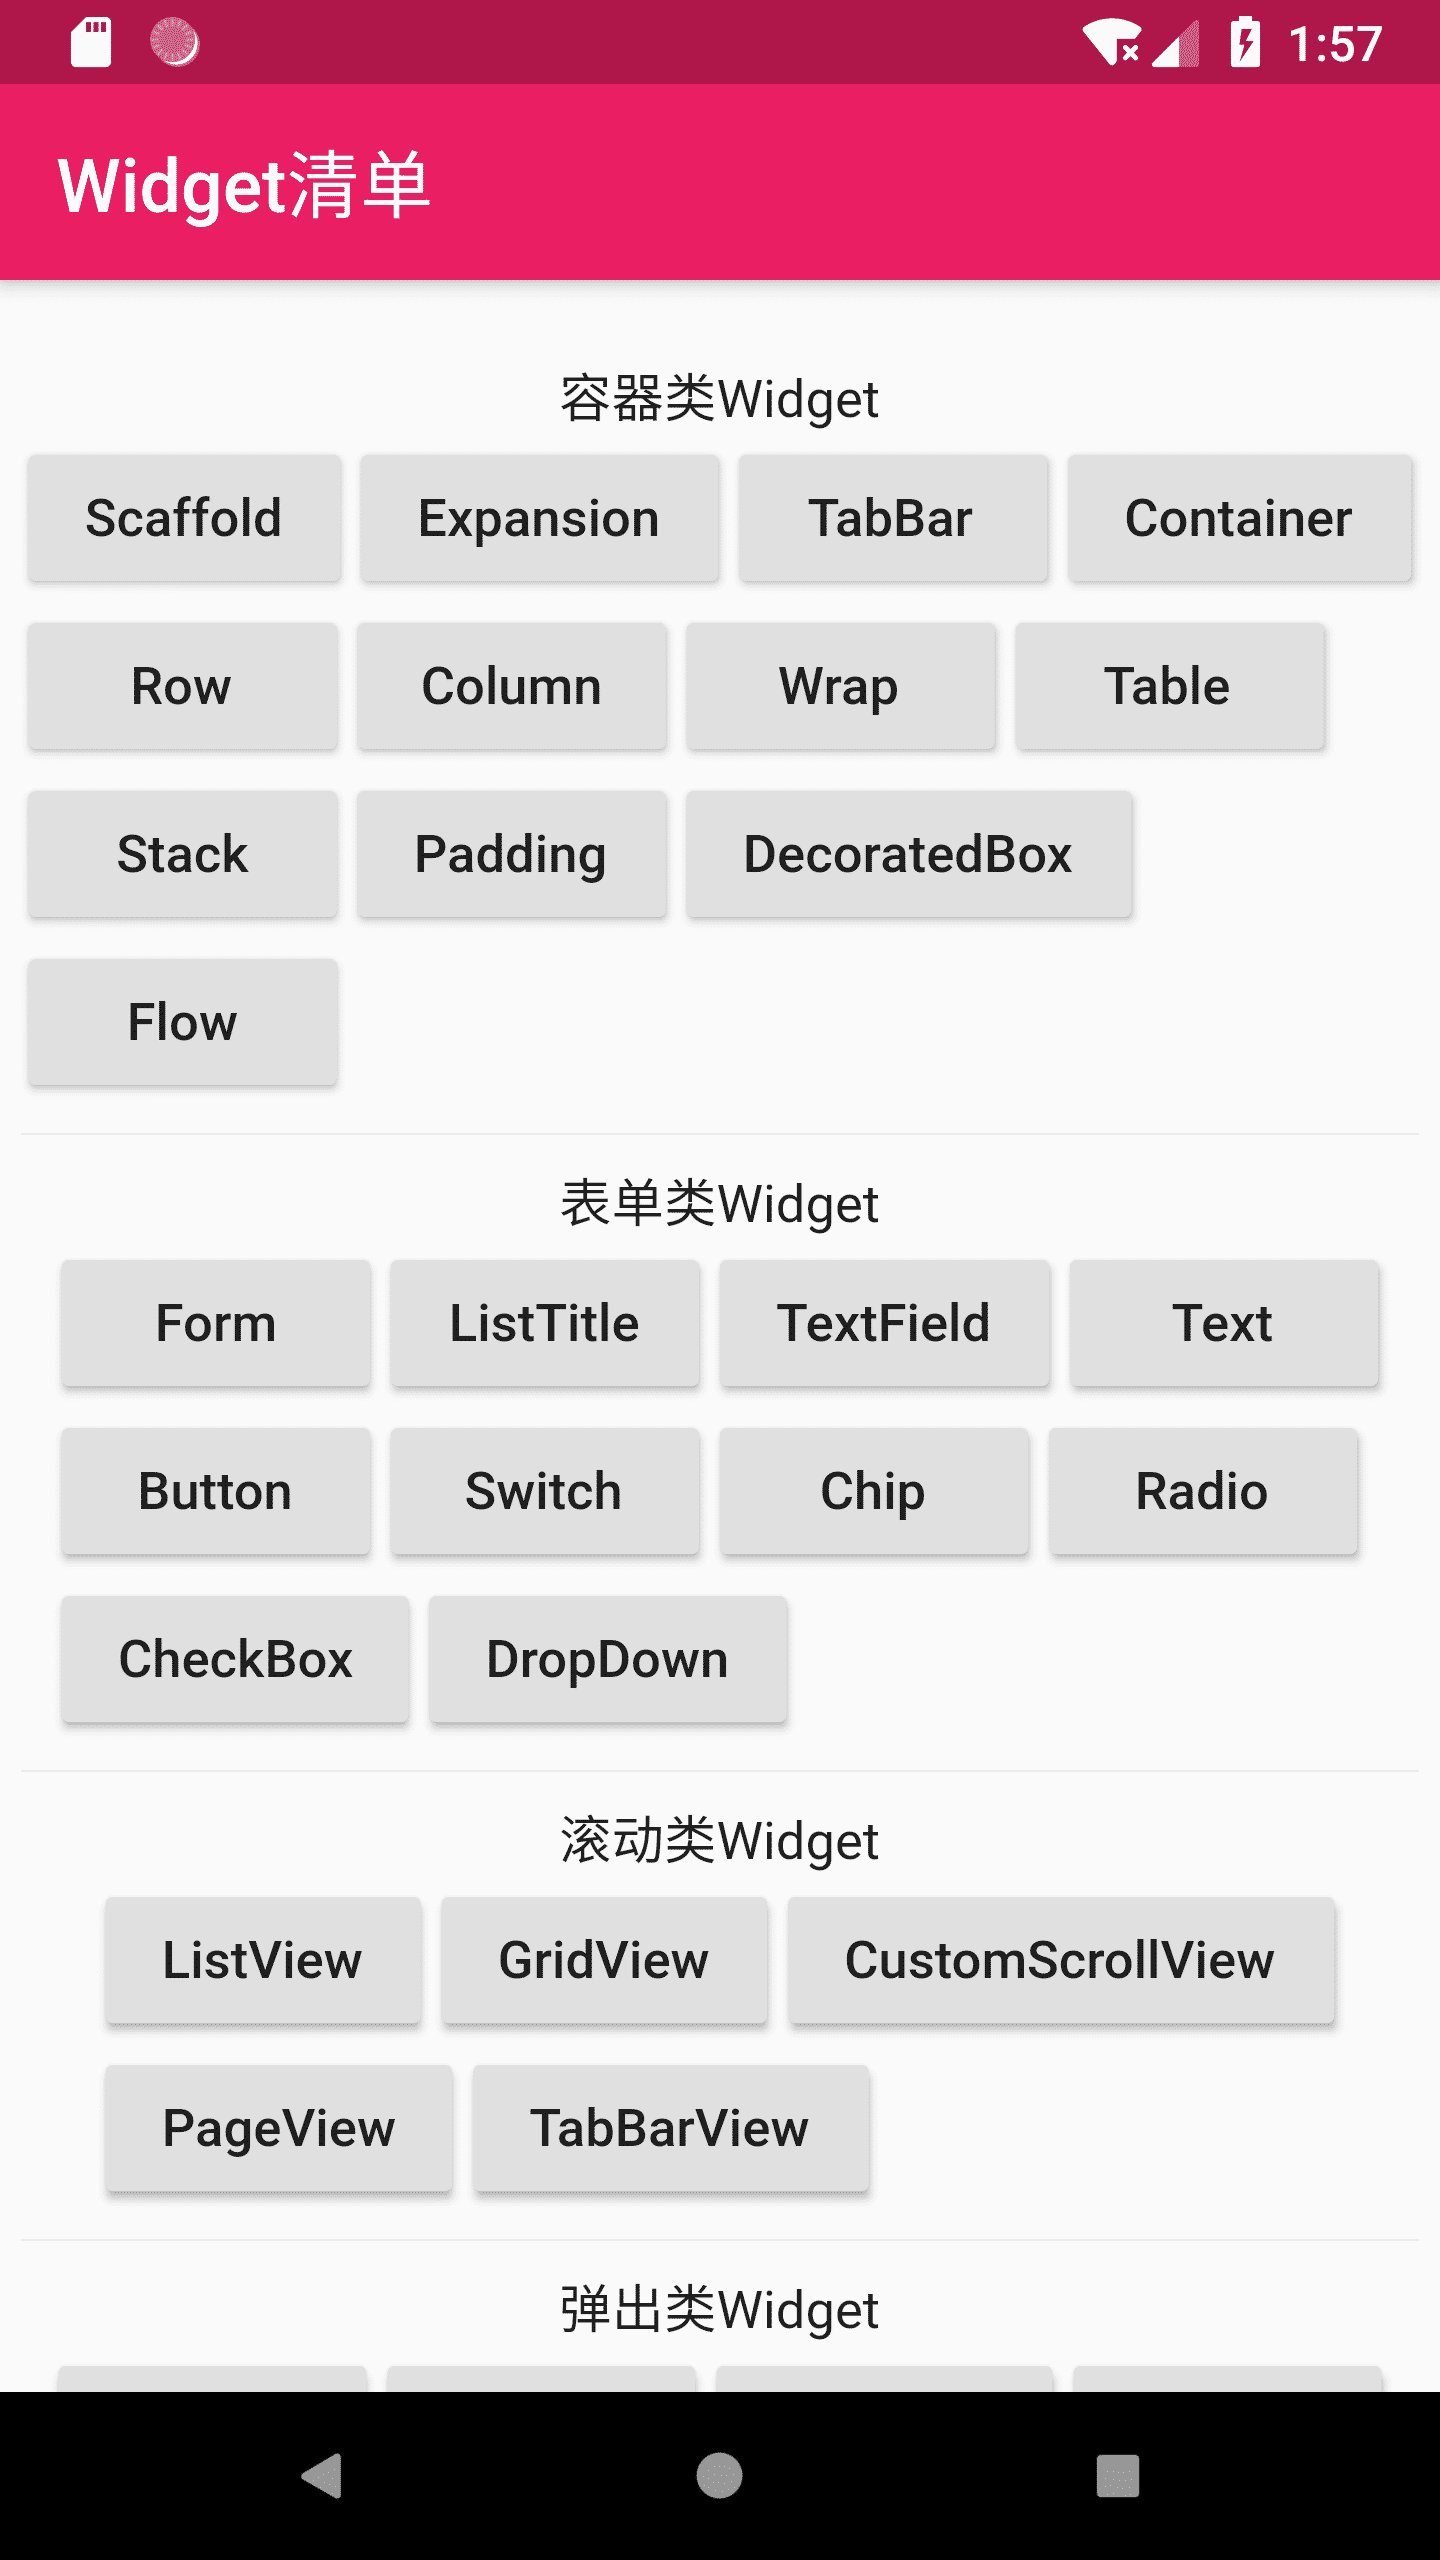 1:57
Widget清单
容器类Widget
Scaffold Expansion TabBar Container
Row Column Wrap Table
Stack Padding DecoratedBox
Flow
表单类Widget
Form ListTitle TextField Text
Button Switch Chip Radio
CheckBox DropDown
滚动类Widget
ListView GridView CustomScrollView
PageView TabBarView
弹出类Widget